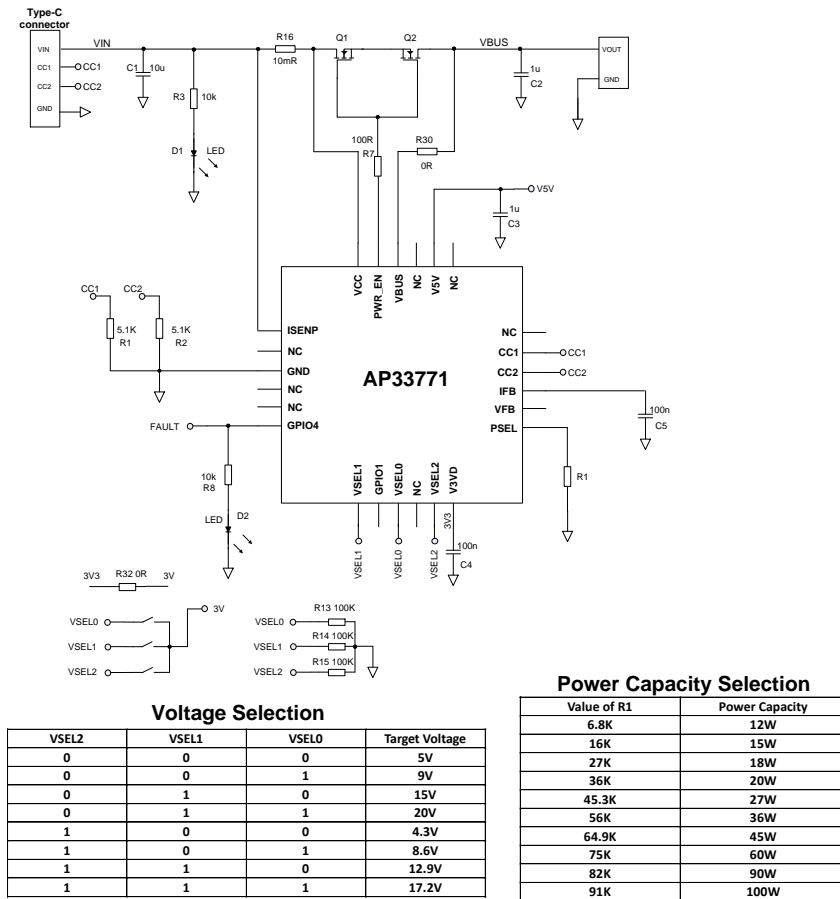 Type-C
connector
VIN
CC1
CC2
GND
VIN
CC1
CC2
C1
10u
R3
10k
D1
LED
R16
10mR
Q1
Q2
VBUS
1u
C2
VOUT
GND
100R
R7
R30
0R
V5V
1u
C3
VCC
PWR_EN
VBUS
NC
V5V
NC
CC1
CC2
5.1K
R1
5.1K
R2
ISENP
NC
GND
NC
NC
GPIO4
AP33771
NC
CC1
CC2
IFB
VFB
PSEL
CC1
CC2
100n
C5
R1
FAULT
10k
R8
LED
D2
VSEL1
GPIO1
VSEL0
NC
VSEL2
V3VD
VSEL1
VSEL0
VSEL2
3V3
100n
C4
3V3
R32 0R
3V
VSEL0
VSEL1
VSEL2
3V
VSEL0
R13 100K
VSEL1
R14 100K
VSEL2
R15 100K
Voltage Selection
VSEL2 VSEL1 VSEL0 Target Voltage
0 0 0 5V
0 0 1 9V
0 1 0 15V
0 1 1 20V
1 0 0 4.3V
1 0 1 8.6V
1 1 0 12.9V
1 1 1 17.2V
Power Capacity Selection
Value of R1 Power Capacity
6.8K 12W
16K 15W
27K 18W
36K 20W
45.3K 27W
56K 36W
64.9K 45W
75K 60W
82K 90W
91K 100W